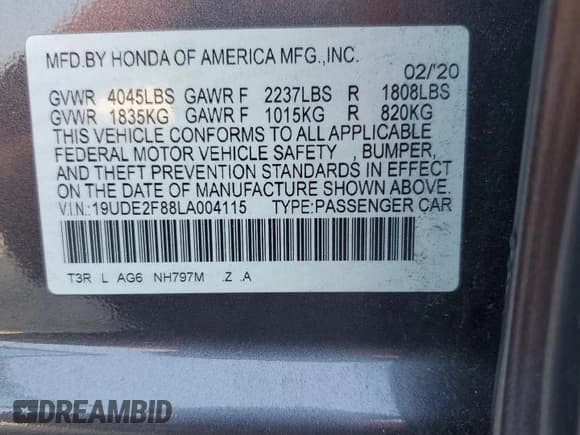 MFD.BY HONDA OF AMERICA MFG.,INC.
02/'20
GVWR 4045LBS GAWR F 2237LBS R 1808LBS
GVWR 1835KG GAWR F 1015KG R 820KG
THIS VEHICLE CONFORMS TO ALL APPLICABLE
FEDERAL MOTOR VEHICLE SAFETY , BUMPER,
AND THEFT PREVENTION STANDARDS IN EFFECT
ON THE DATE OF MANUFACTURE SHOWN ABOVE.
V.I.N.:19UDE2F88LA004115 TYPE:PASSENGER CAR
T3R L AG6 NH797M .Z .A
DREAMBID